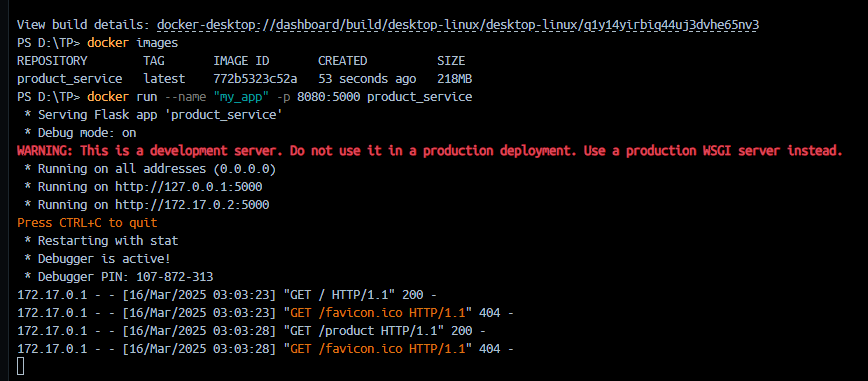 View build details: docker-desktop://dashboard/build/desktop-linux/desktop-linux/q1y14yirbiq44uj3dvhe65nv3
PS D:\TP> docker images
REPOSITORY        TAG       IMAGE ID       CREATED          SIZE
product_service   latest    772b5323c52a   53 seconds ago   218MB
PS D:\TP> docker run --name "my_app" -p 8080:5000 product_service
 * Serving Flask app 'product_service'
 * Debug mode: on
WARNING: This is a development server. Do not use it in a production deployment. Use a production WSGI server instead.
 * Running on all addresses (0.0.0.0)
 * Running on http://127.0.0.1:5000
 * Running on http://172.17.0.2:5000
Press CTRL+C to quit
 * Restarting with stat
 * Debugger is active!
 * Debugger PIN: 107-872-313
172.17.0.1 - - [16/Mar/2025 03:03:23] "GET / HTTP/1.1" 200 -
172.17.0.1 - - [16/Mar/2025 03:03:23] "GET /favicon.ico HTTP/1.1" 404 -
172.17.0.1 - - [16/Mar/2025 03:03:28] "GET /product HTTP/1.1" 200 -
172.17.0.1 - - [16/Mar/2025 03:03:28] "GET /favicon.ico HTTP/1.1" 404 -